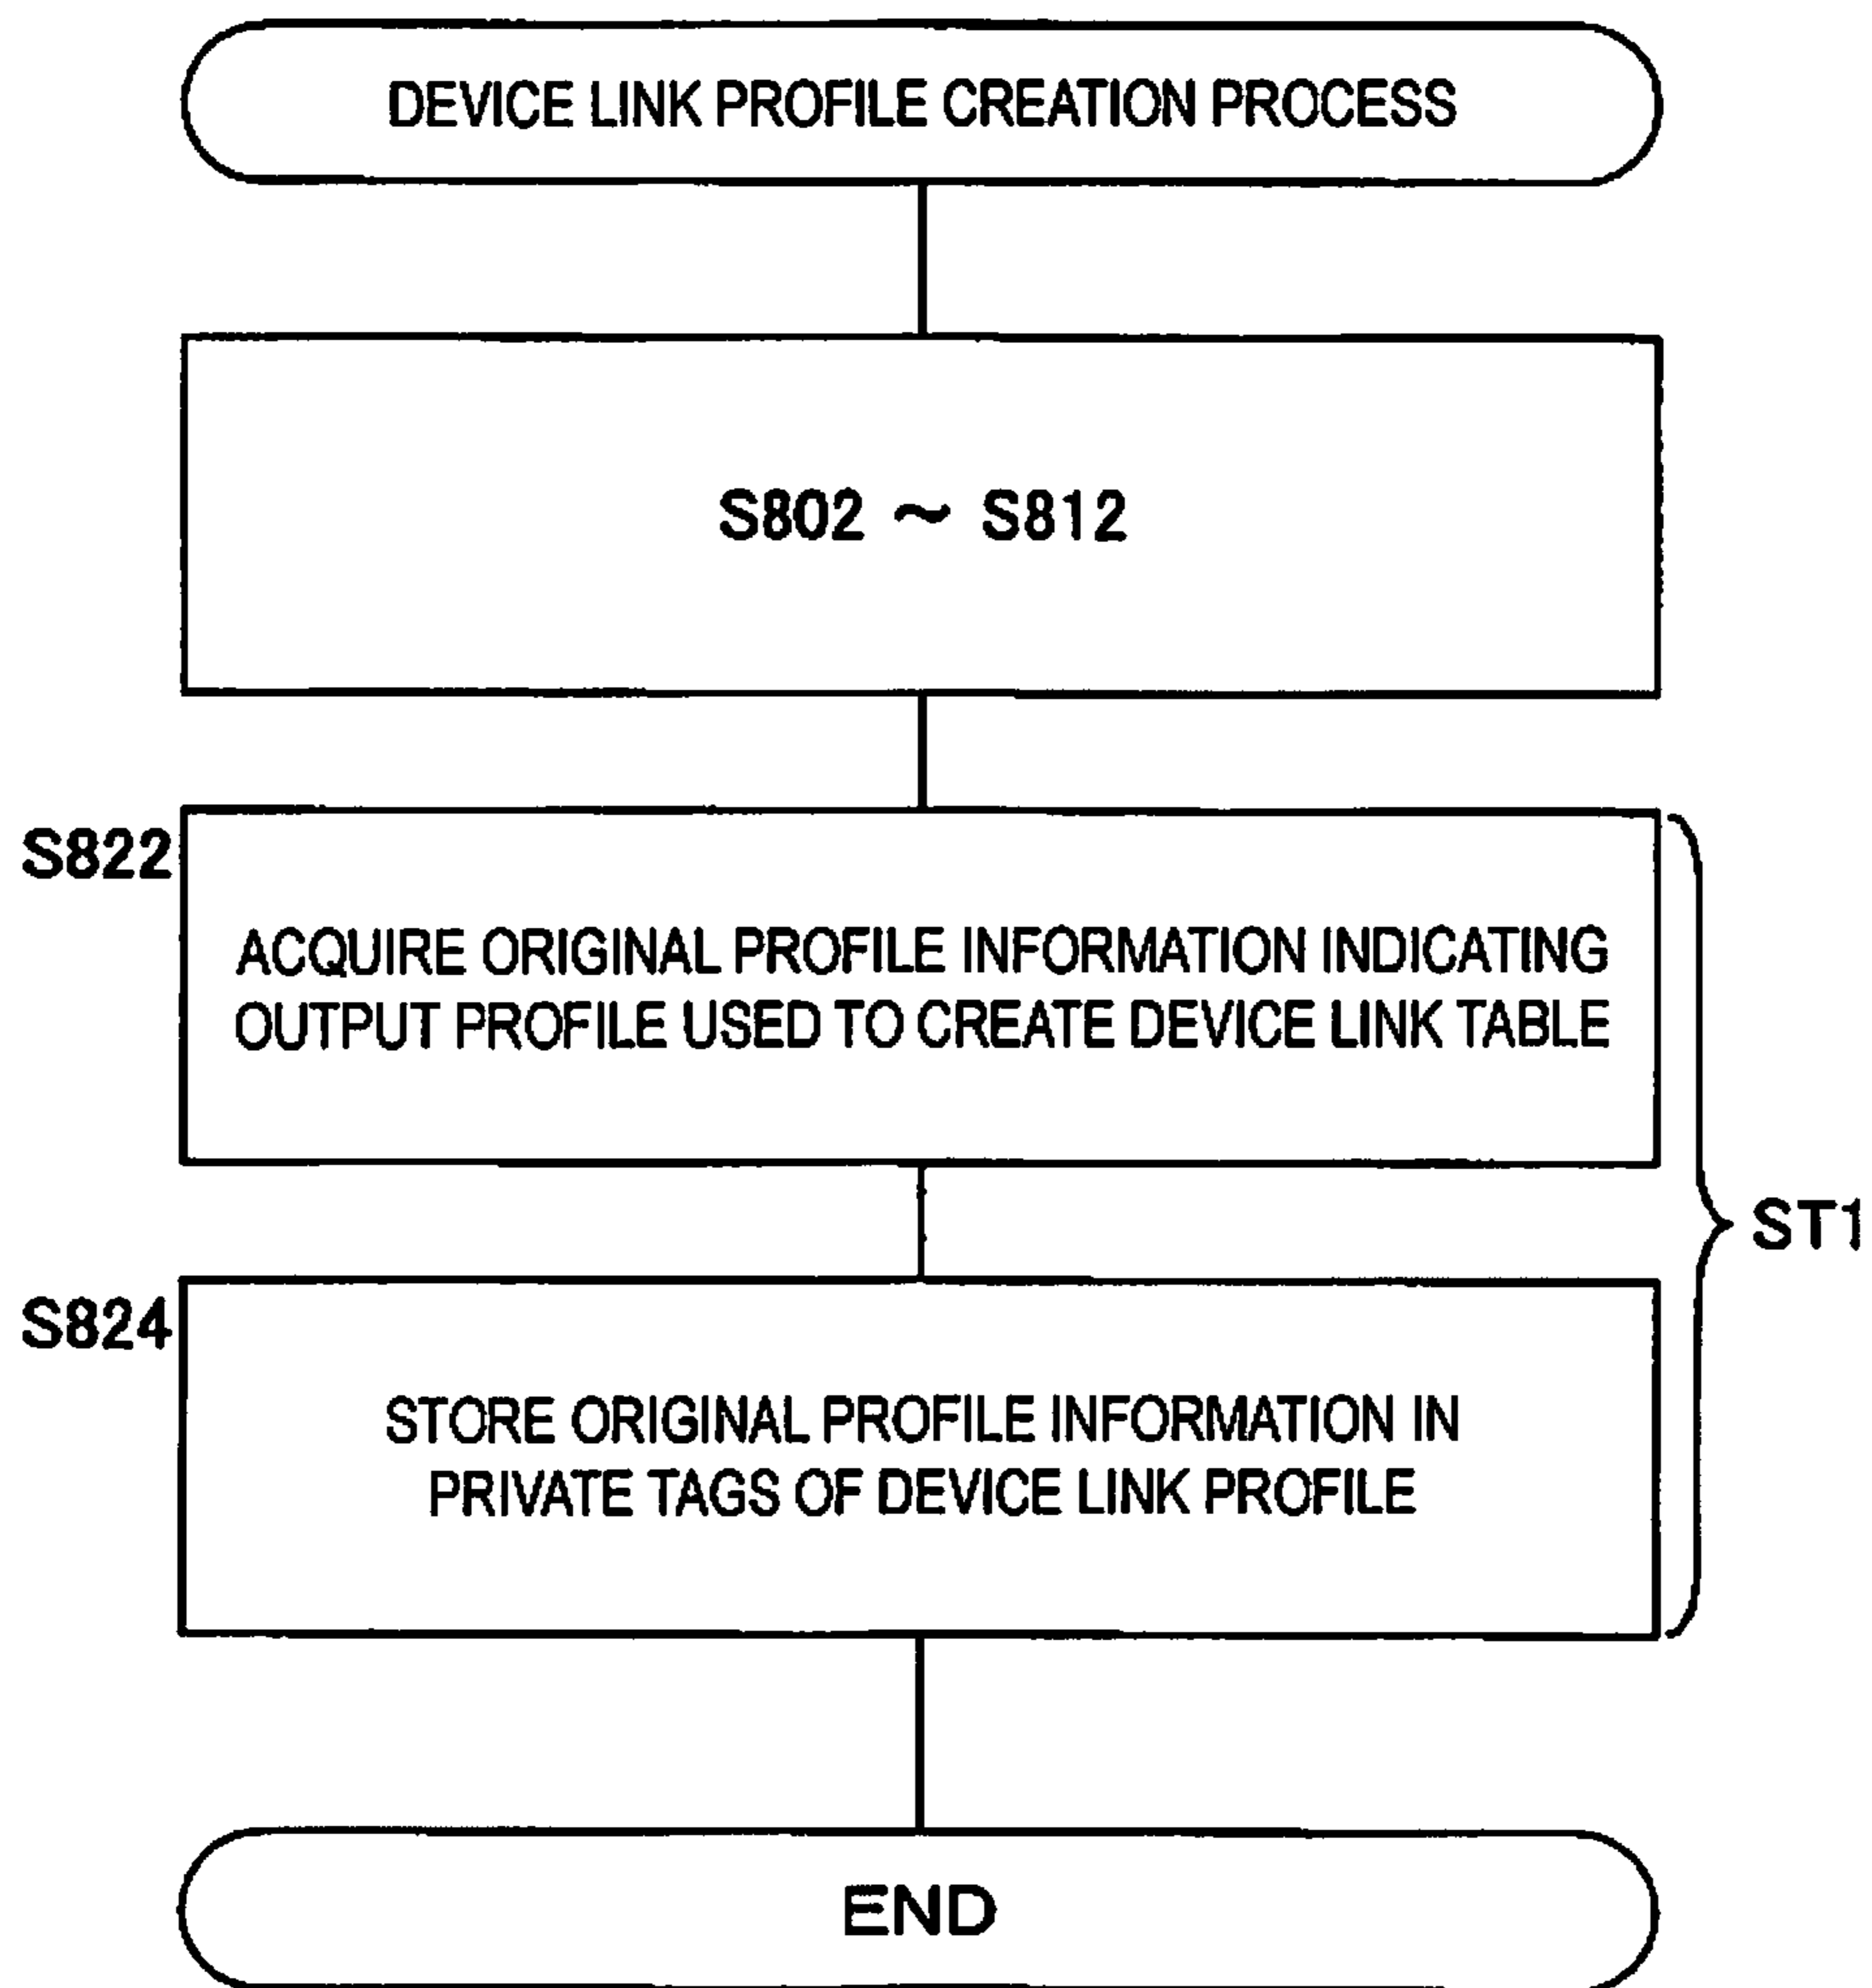 DEVICE LINK PROFILE CREATION PROCESS
S802 ~ S812
S822
ACQUIRE ORIGINAL PROFILE INFORMATION INDICATING
OUTPUT PROFILE USED TO CREATE DEVICE LINK TABLE
ST1
S824
STORE ORIGINAL PROFILE INFORMATION IN
PRIVATE TAGS OF DEVICE LINK PROFILE
END